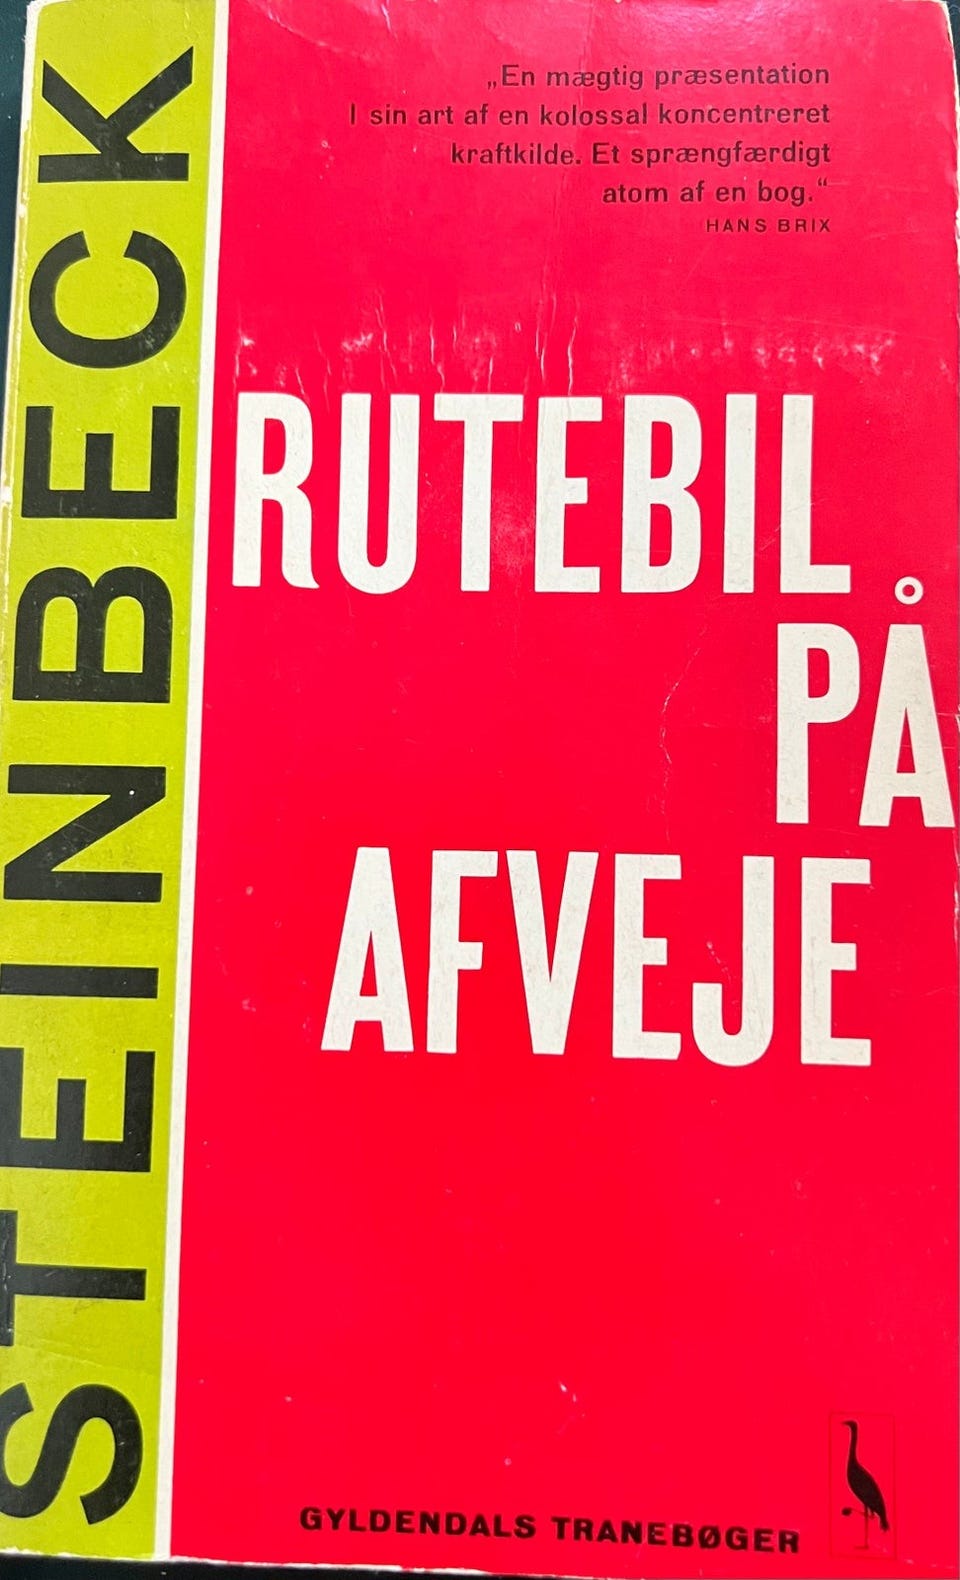 „En mægtig præsentation
I sin art af en kolossal koncentreret
kraftkilde. Et sprængfærdigt
atom af en bog.“
HANS BRIX
STEINBECK
RUTEBIL
PÅ
AFVEJE
GYLDENDALS TRANEBØGER